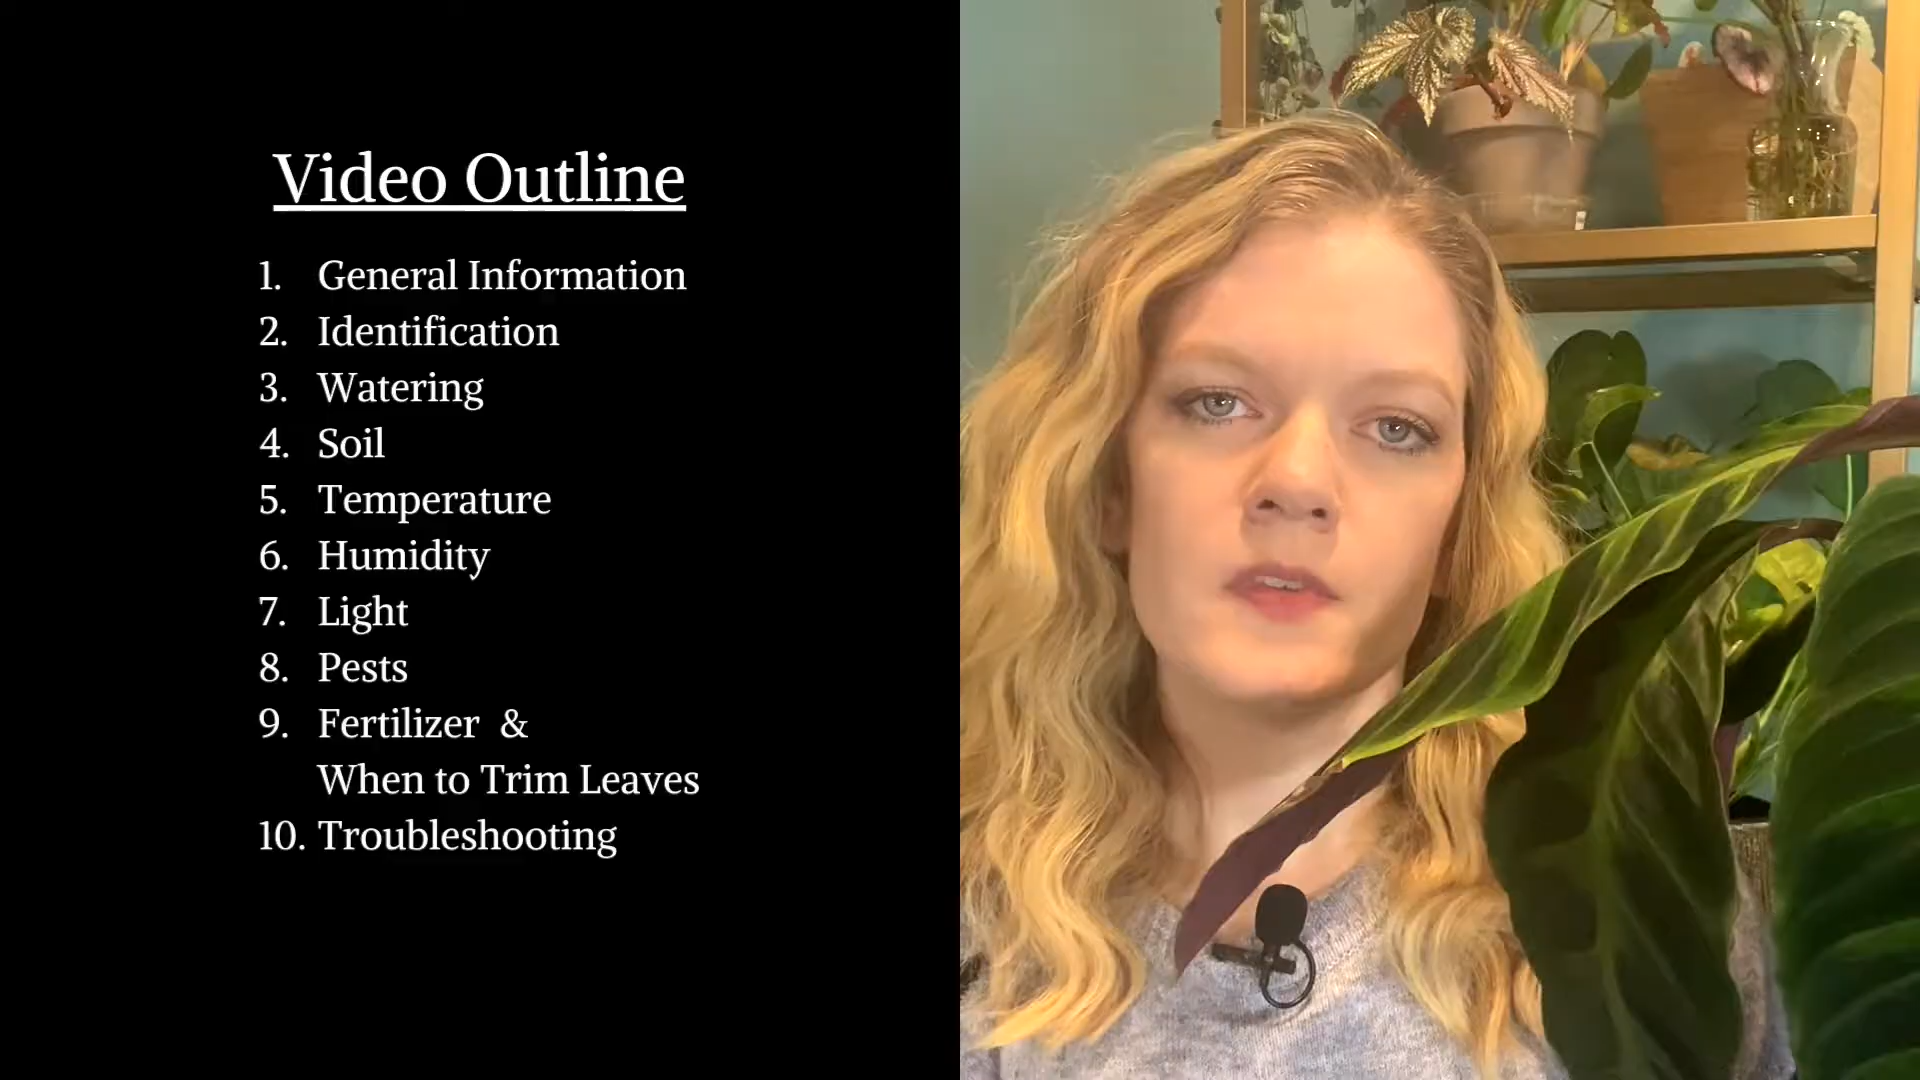 Video Outline
1. General Information
2. Identification
3. Watering
4. Soil
5. Temperature
6. Humidity
7. Light
8. Pests
9. Fertilizer &
When to Trim Leaves
10. Troubleshooting